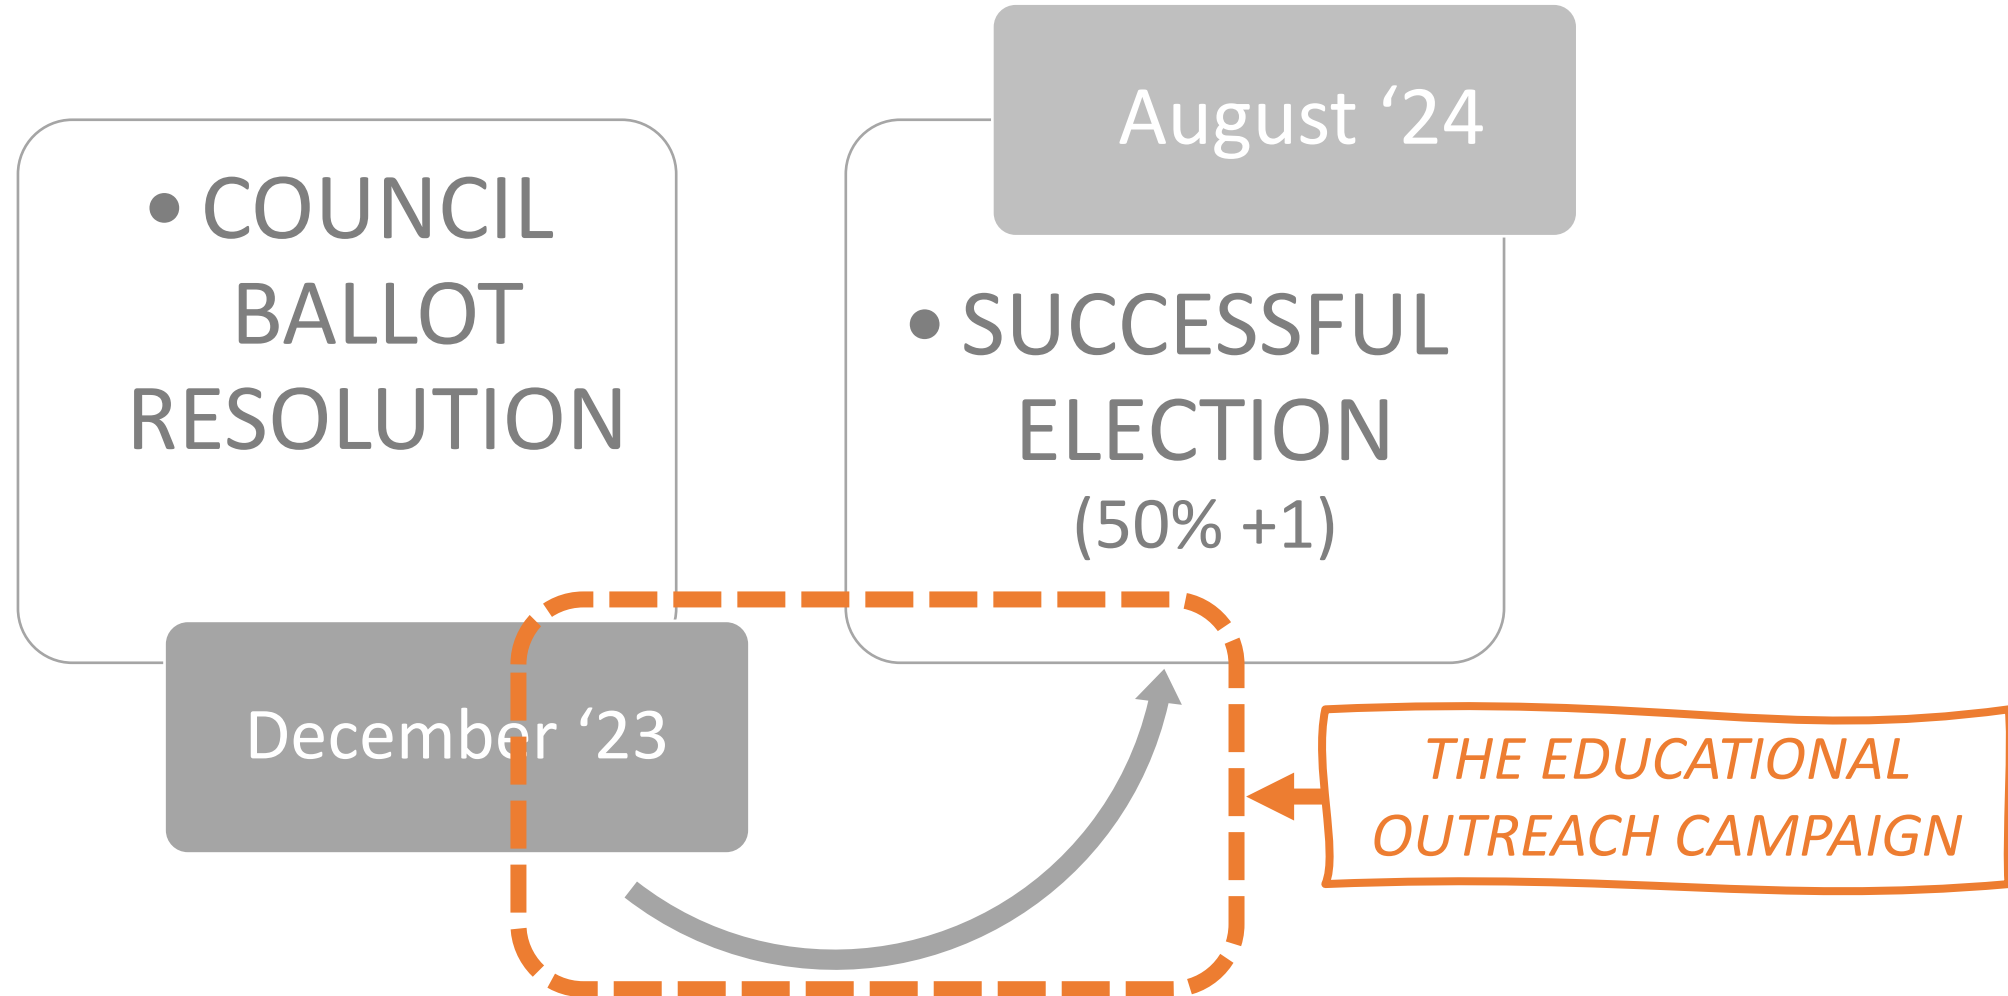 • COUNCIL
BALLOT
RESOLUTION
December ‘23
August ‘24
• SUCCESSFUL
ELECTION
(50% +1)
THE EDUCATIONAL
OUTREACH CAMPAIGN